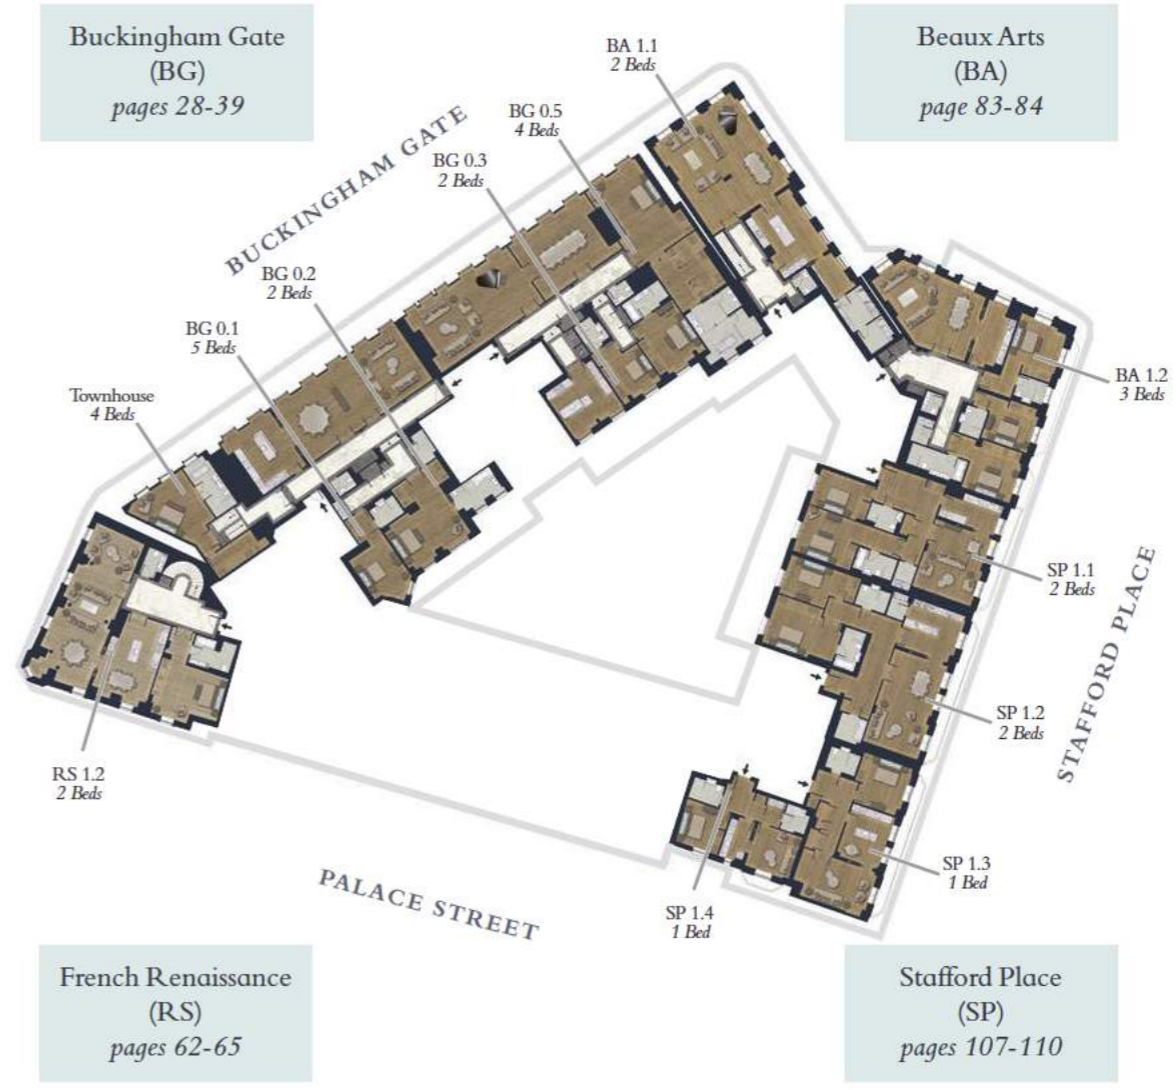 Buckingham Gate
(BG)
pages 28-39
Beaux Arts
(BA)
page 83-84
BA 1.1
2 Beds
BG 0.5
4 Beds
BUCKINGHAM GATE
BG 0.3
2 Beds
BG 0.2
2 Beds
BG 0.1
5 Beds
Townhouse
4 Beds
BA 1.2
3 Beds
SP 1.1
2 Beds
STAFFORD PLACE
SP 1.2
2 Beds
RS 1.2
2 Beds
SP 1.3
1 Bed
SP 1.4
1 Bed
PALACE STREET
French Renaissance
(RS)
pages 62-65
Stafford Place
(SP)
pages 107-110